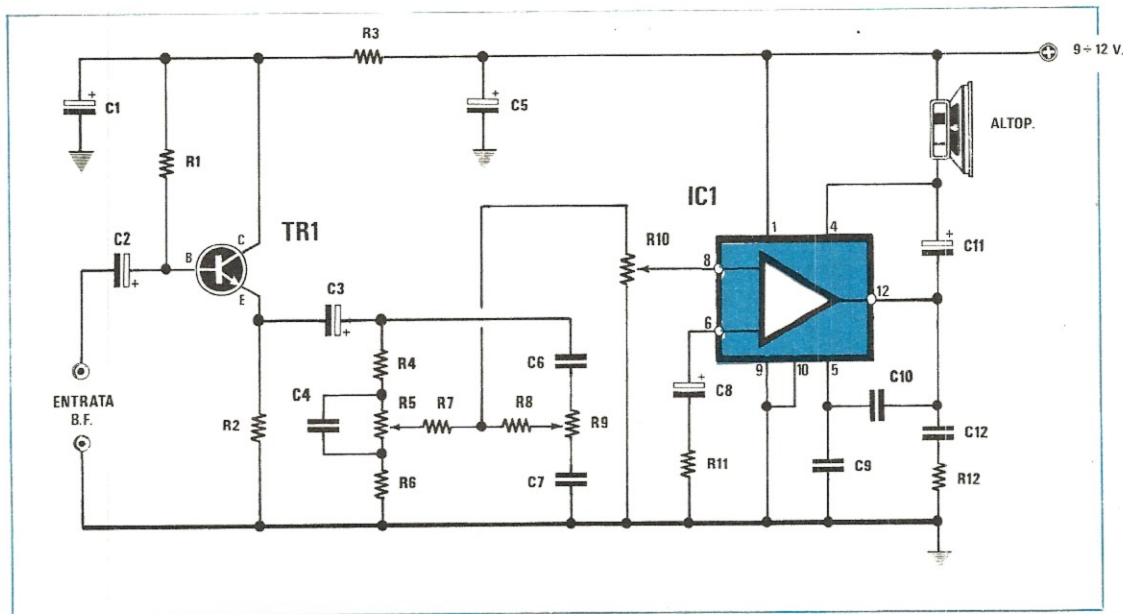 R3
9 ÷ 12 V.
C1
C5
ALTOP.
R1
IC1
TR1
C2
C
B
E
R10
1
4
C11
8
12
C3
6
R4
C6
9
10
5
C10
C8
ENTRATA
B.F.
C4
R5
R7
R8
R9
R2
C12
R11
C9
R6
C7
R12